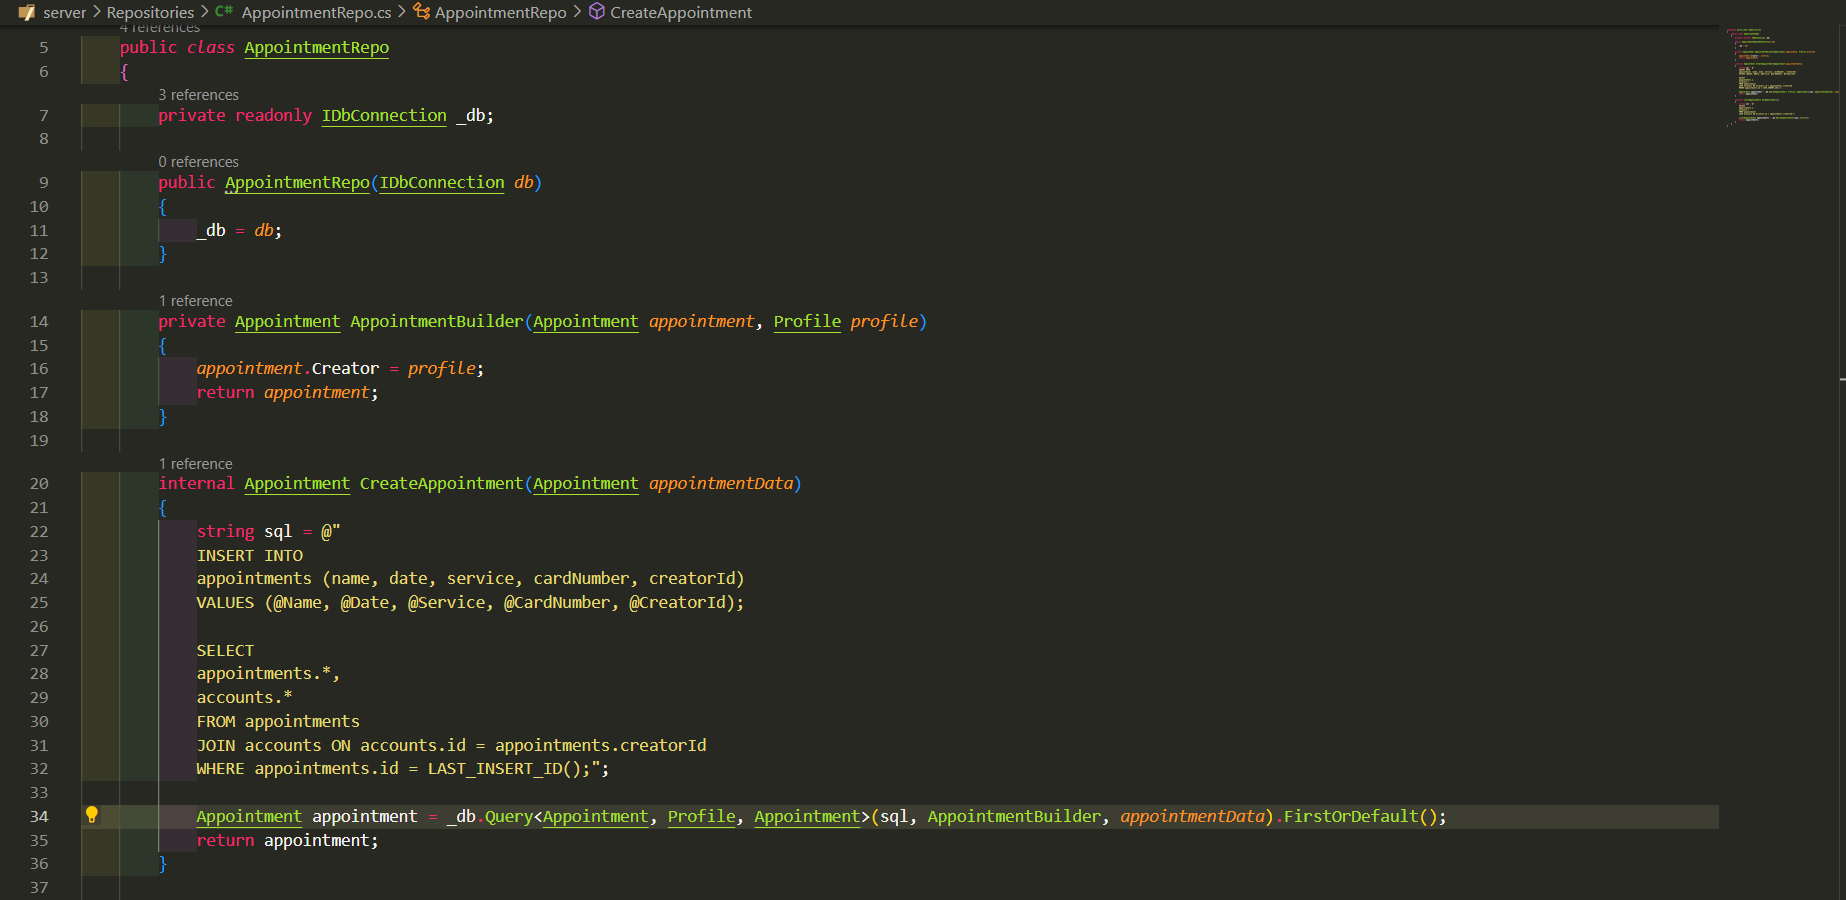 server > Repositories > C# AppointmentRepo.cs > AppointmentRepo > CreateAppointment
4 references
5 public class AppointmentRepo
6 {
3 references
7 private readonly IDbConnection _db;
8
0 references
9 public AppointmentRepo(IDbConnection db)
10 {
11 _db = db;
12 }
13
1 reference
14 private Appointment AppointmentBuilder(Appointment appointment, Profile profile)
15 {
16 appointment.Creator = profile;
17 return appointment;
18 }
19
1 reference
20 internal Appointment CreateAppointment(Appointment appointmentData)
21 {
22 string sql = @"
23 INSERT INTO
24 appointments (name, date, service, cardNumber, creatorId)
25 VALUES (@Name, @Date, @Service, @CardNumber, @CreatorId);
26
27 SELECT
28 appointments.*,
29 accounts.*
30 FROM appointments
31 JOIN accounts ON accounts.id = appointments.creatorId
32 WHERE appointments.id = LAST_INSERT_ID();";
33
34 Appointment appointment = _db.Query<Appointment, Profile, Appointment>(sql, AppointmentBuilder, appointmentData).FirstOrDefault();
35 return appointment;
36 }
37